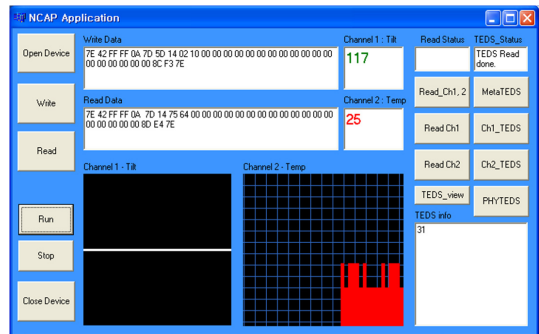 NCAP Application
Open Device
Write
Read
Run
Stop
Close Device
Write Data
7E 42 FF FF 0A 7D 5D 14 02 10 00 00 00 00 00 00 00 00 00 00 00 00 00
00 00 00 00 00 00 8C F3 7E
Read Data
7E 42 FF FF 0A 7D 14 75 64 00 00 00 00 00 00 00 00 00 00 00 00 00 00
00 00 00 00 00 8D E4 7E
Channel 1 : Tilt
117
Channel 2 : Temp
25
Channel 1 - Tilt
Channel 2 - Temp
Read Status
TEDS_Status
TEDS Read
done.
Read_Ch1, 2
MetaTEDS
Read Ch1
Ch1_TEDS
Read Ch2
Ch2_TEDS
TEDS_view
PHYTEDS
TEDS info
31